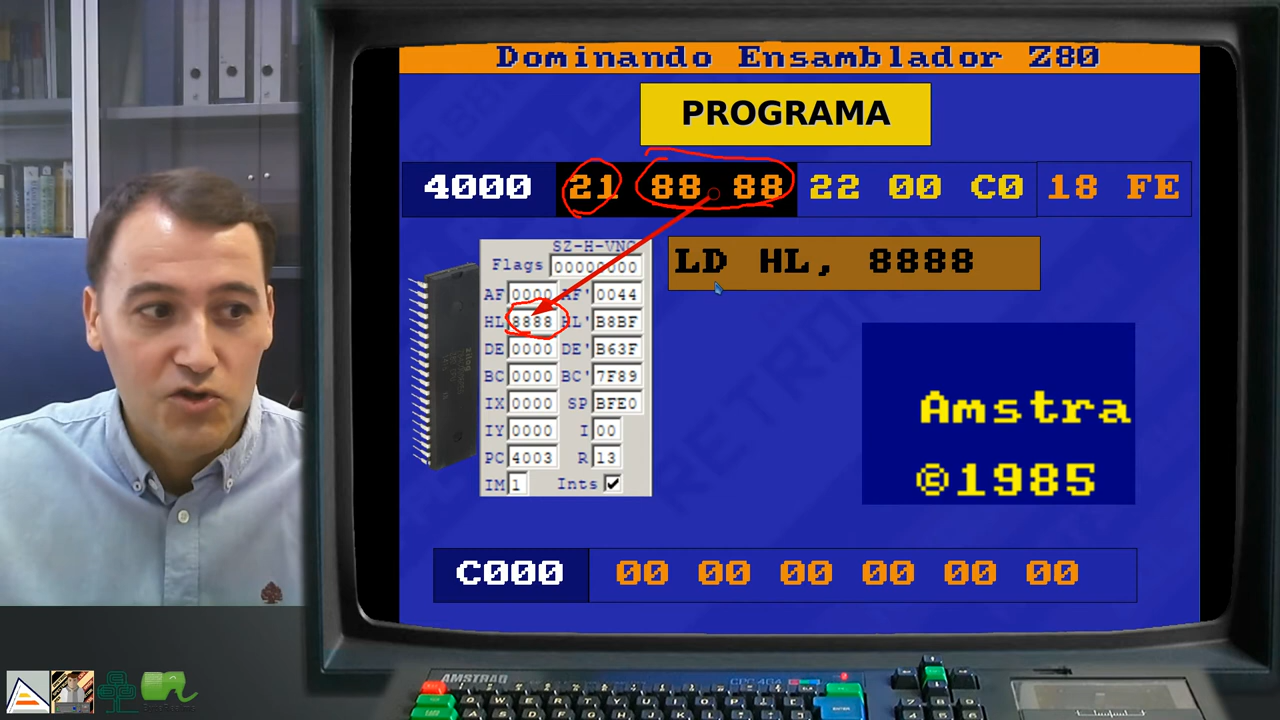 Dominando Ensamblador Z80
PROGRAMA
4000 21 88 88 22 00 C0 18 FE
SZ-H-VNC
Flags 00000000
AF 0000 AF' 0044
HL 8888 HL' B8BF
DE 0000 DE' B63F
BC 0000 BC' 7F89
IX 0000 SP BFE0
IY 0000 I 00
PC 4003 R 13
IM 1 Ints
LD HL, 8888
Amstra
©1985
C000 00 00 00 00 00 00
AMSTRAD